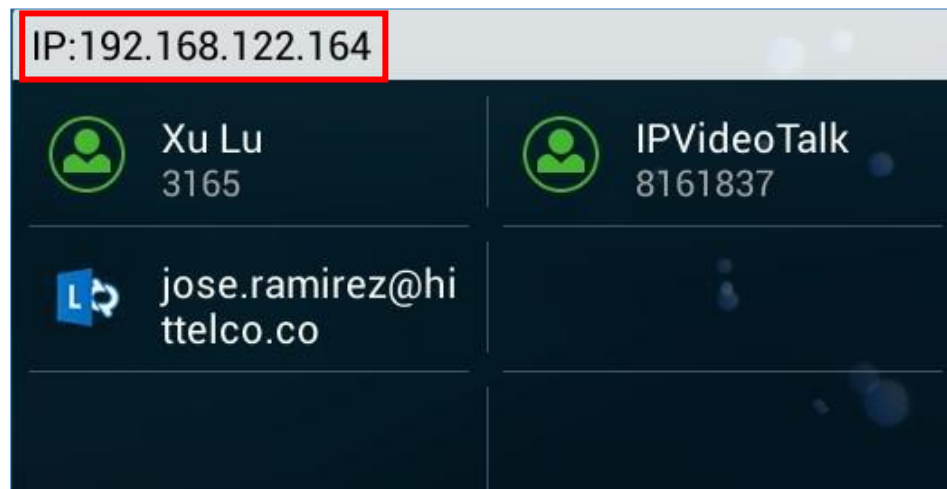 IP:192.168.122.164
Xu Lu
3165
IPVideoTalk
8161837
L
jose.ramirez@hi
ttelco.co